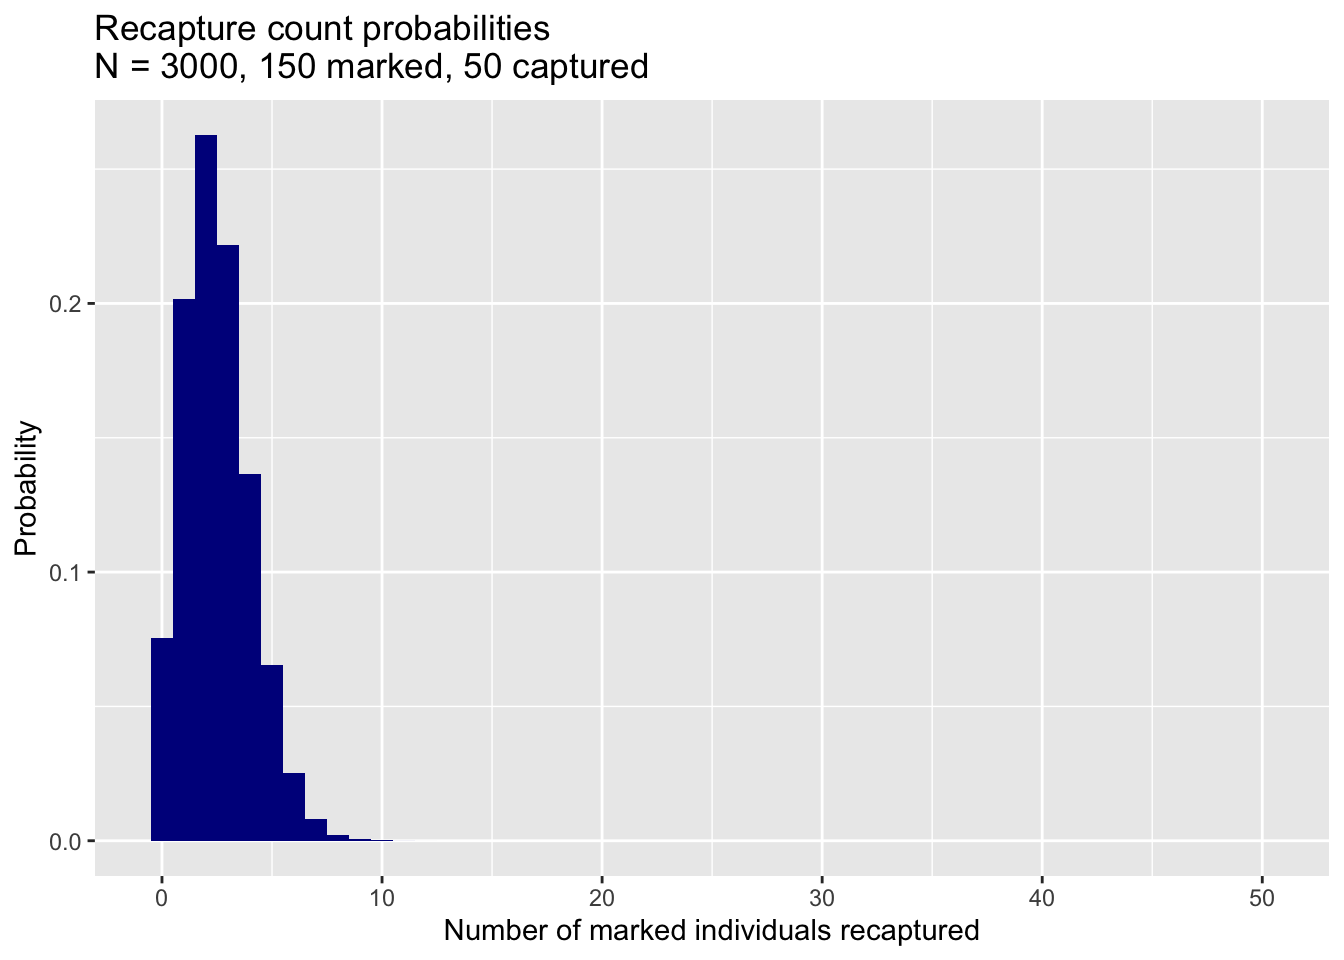 Recapture count probabilities
N = 3000, 150 marked, 50 captured
Probability
0.2
0.1
0.0
0 10 20 30 40 50
Number of marked individuals recaptured